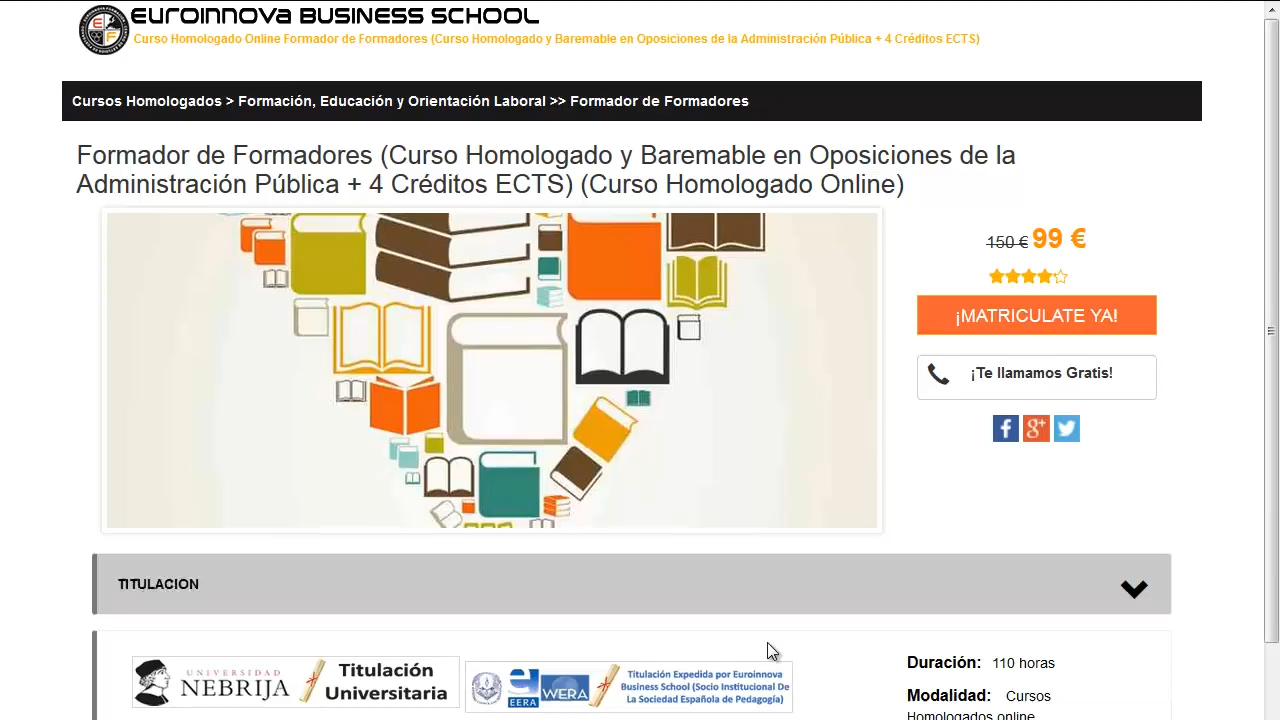 EUROINNOVa BUSINESS SCHOOL
Curso Homologado Online Formador de Formadores (Curso Homologado y Baremable en Oposiciones de la Administración Pública + 4 Créditos ECTS)
Cursos Homologados > Formación, Educación y Orientación Laboral >> Formador de Formadores
Formador de Formadores (Curso Homologado y Baremable en Oposiciones de la
Administración Pública + 4 Créditos ECTS) (Curso Homologado Online)
150 € 99 €
¡MATRICULATE YA!
¡Te llamamos Gratis!
f g+
TITULACION
UNIVERSIDAD
NEBRIJA
Titulación
Universitaria
EERA
WERA
Titulación Expedida por Euroinnova
Business School (Socio Institucional De
La Sociedad Española de Pedagogía)
Duración: 110 horas
Modalidad: Cursos
Homologados online